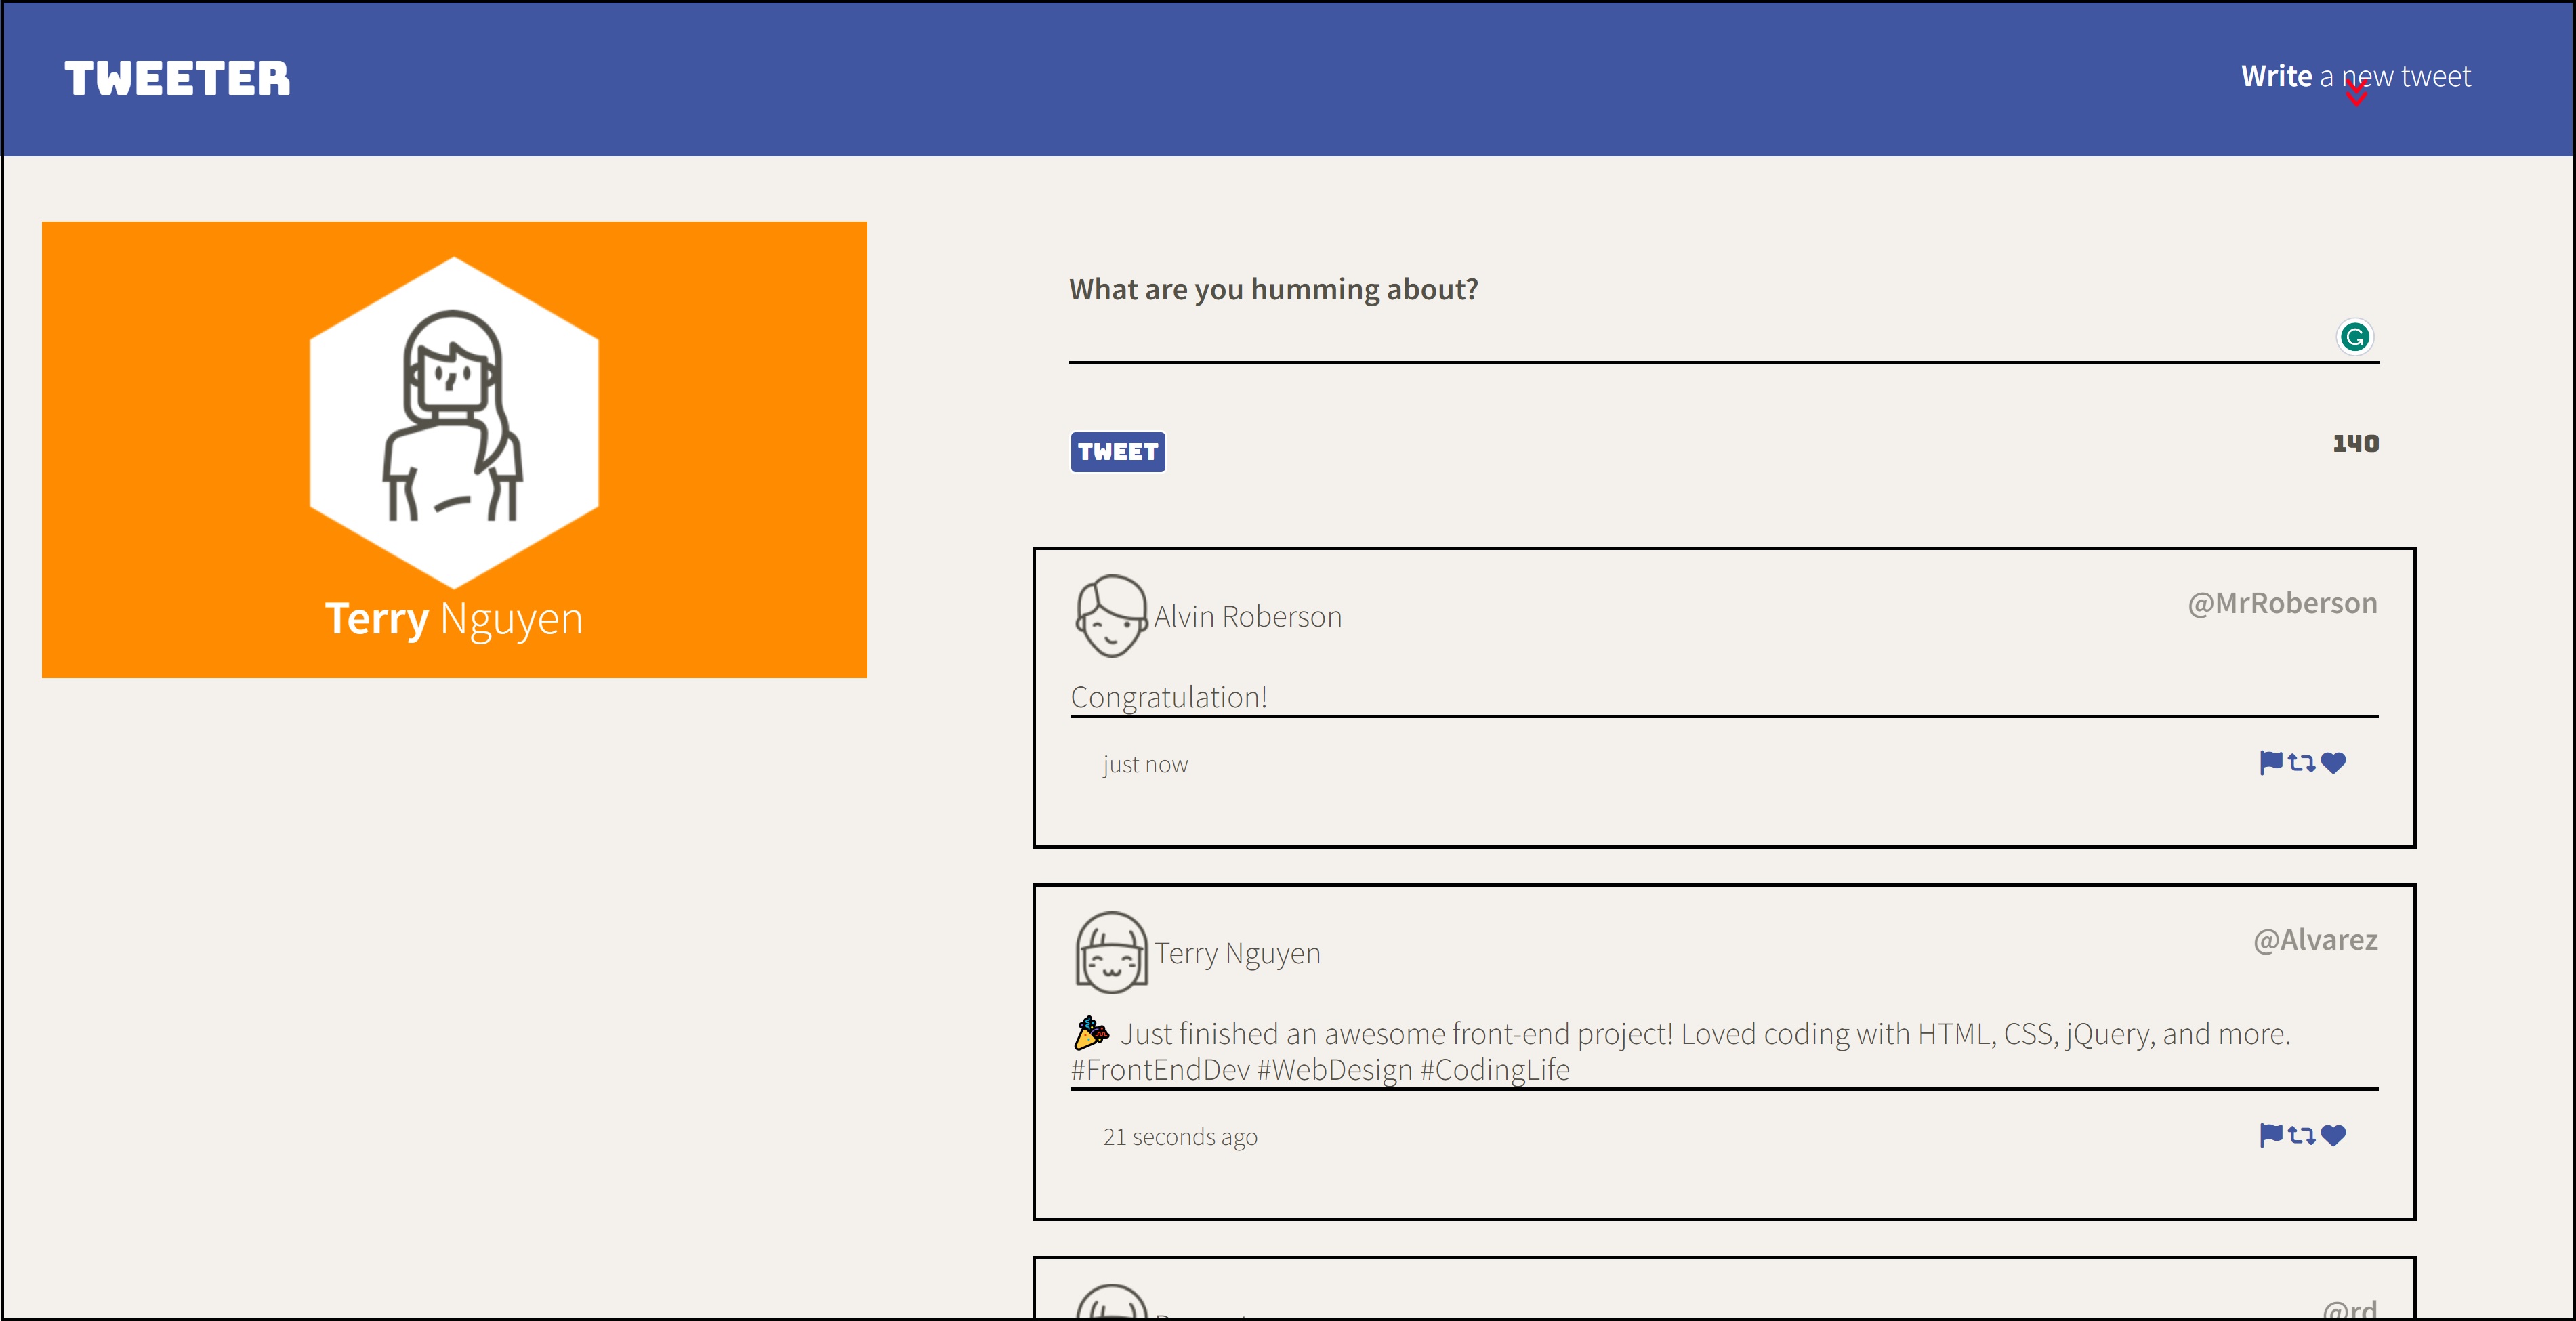 TWEETER
Write a new tweet
Terry Nguyen
What are you humming about?
TWEET
140
Alvin Roberson
@MrRoberson
Congratulation!
just now
Terry Nguyen
@Alvarez
🎉 Just finished an awesome front-end project! Loved coding with HTML, CSS, jQuery, and more.
#FrontEndDev #WebDesign #CodingLife
21 seconds ago
@rd